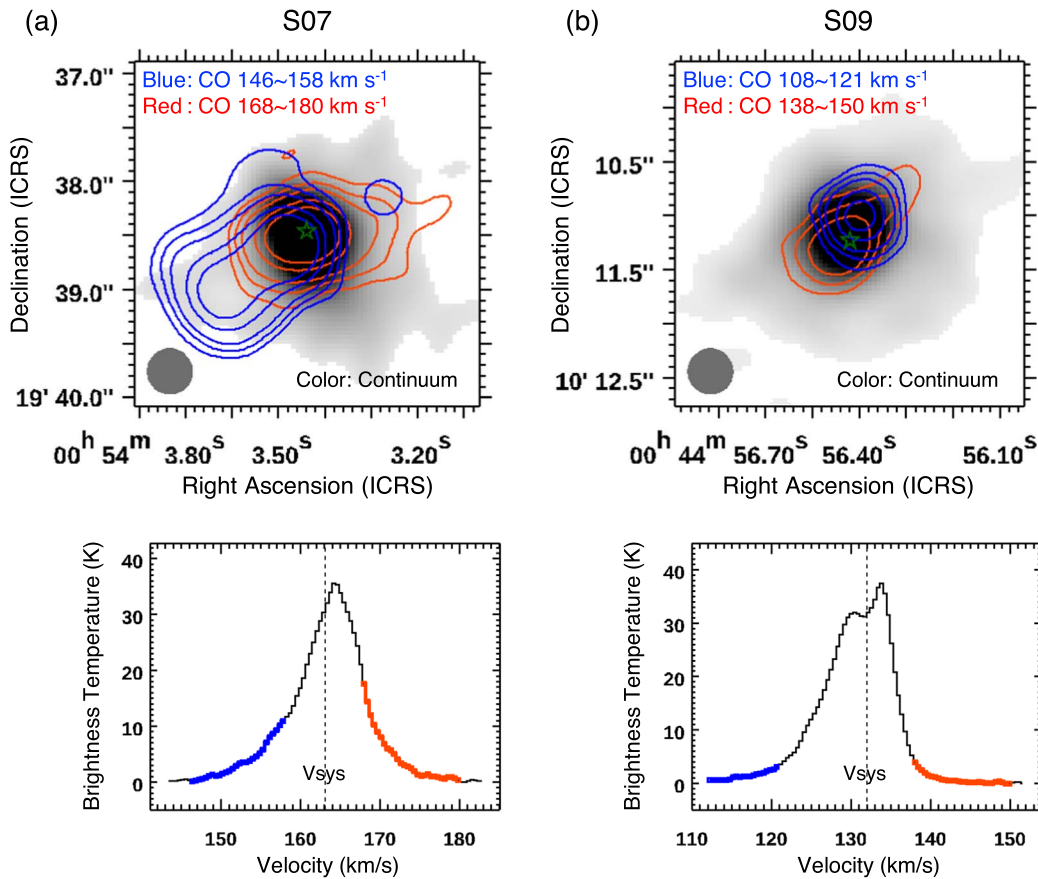 (a)
S07
Blue: CO 146~158 km s-1
Red : CO 168~180 km s-1
37.0"
38.0"
39.0"
19' 40.0"
Declination (ICRS)
Color: Continuum
00h 54m 3.80s 3.50s 3.20s
Right Ascension (ICRS)
(b)
S09
Blue: CO 108~121 km s-1
Red: CO 138~150 km s-1
10.5"
11.5"
10' 12.5"
Declination (ICRS)
Color: Continuum
00h 44m 56.70s 56.40s 56.10s
Right Ascension (ICRS)
Brightness Temperature (K)
40
30
20
10
0
Vsys
150 160 170 180
Velocity (km/s)
Brightness Temperature (K)
40
30
20
10
0
Vsys
110 120 130 140 150
Velocity (km/s)